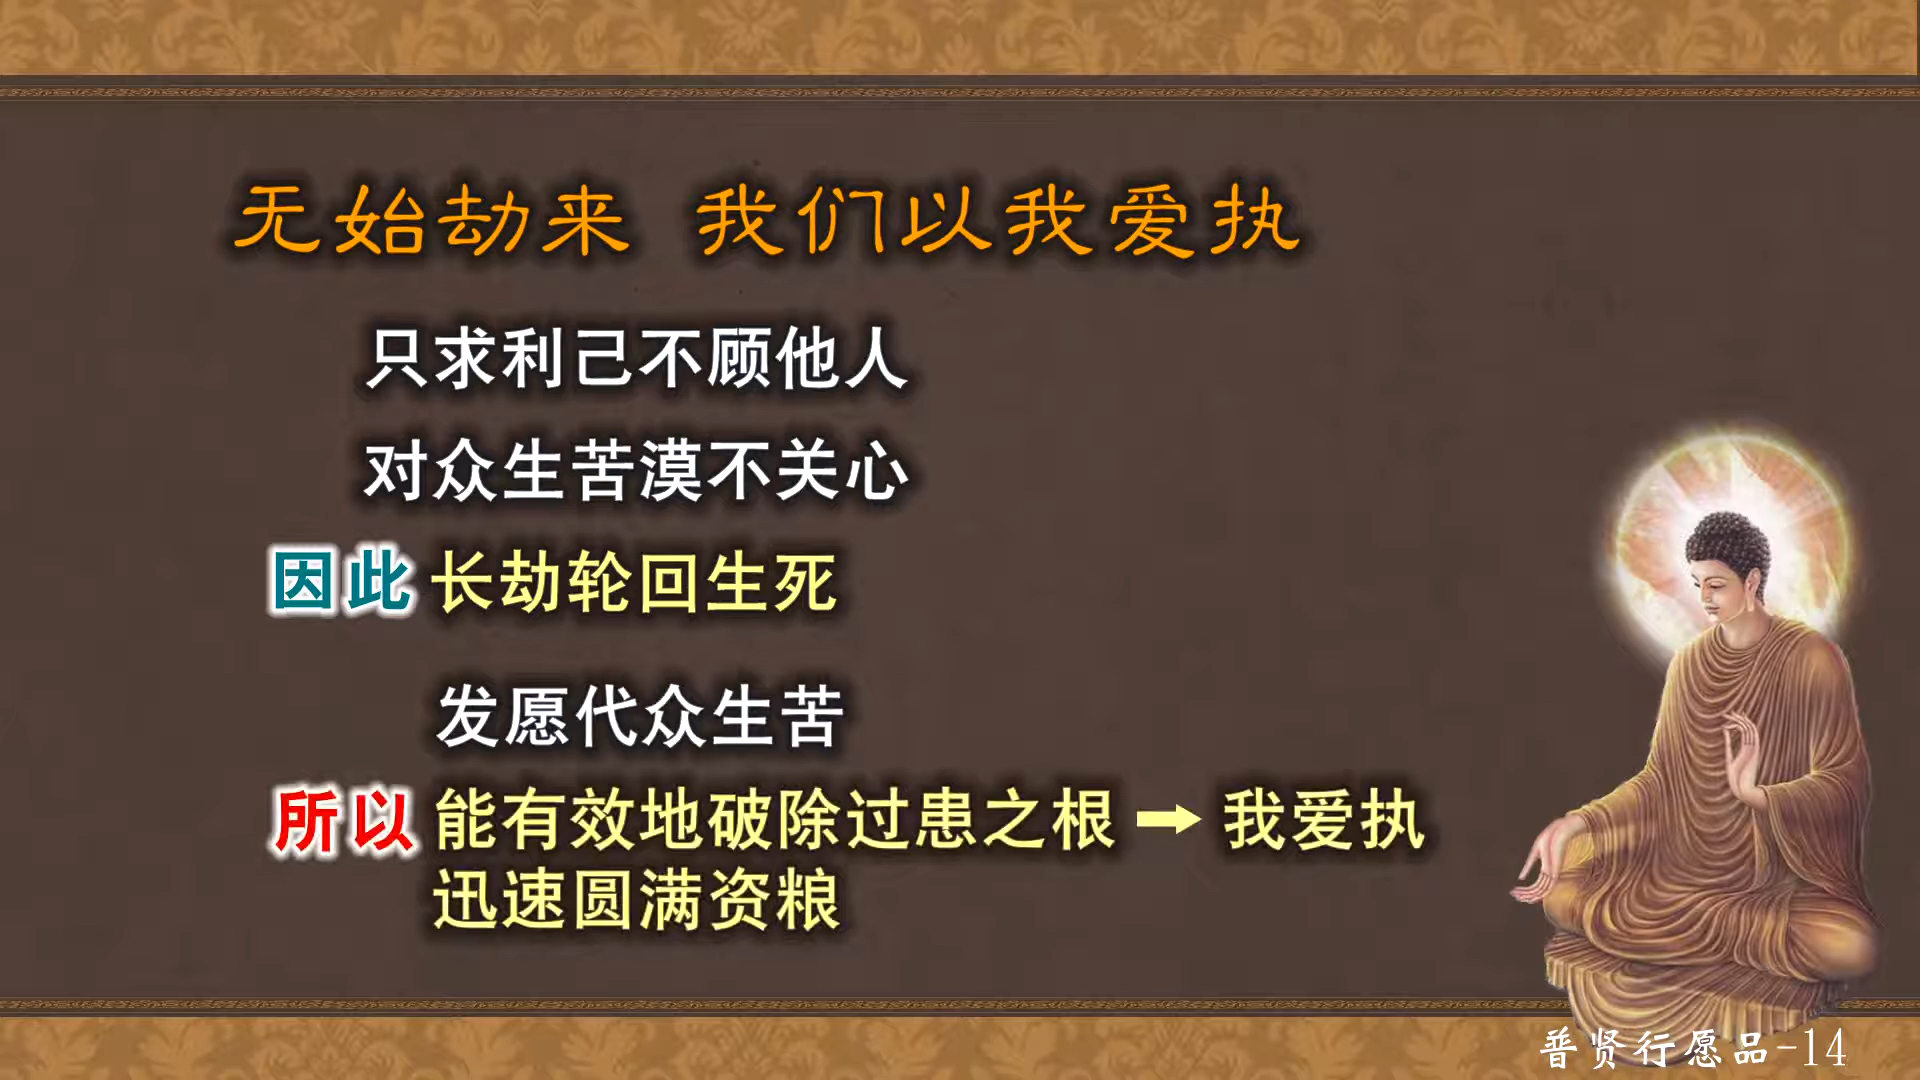 无始劫来 我们以我爱执
只求利己不顾他人
对众生苦漠不关心
因此 长劫轮回生死
发愿代众生苦
所以 能有效地破除过患之根 → 我爱执
迅速圆满资粮
普贤行愿品-14